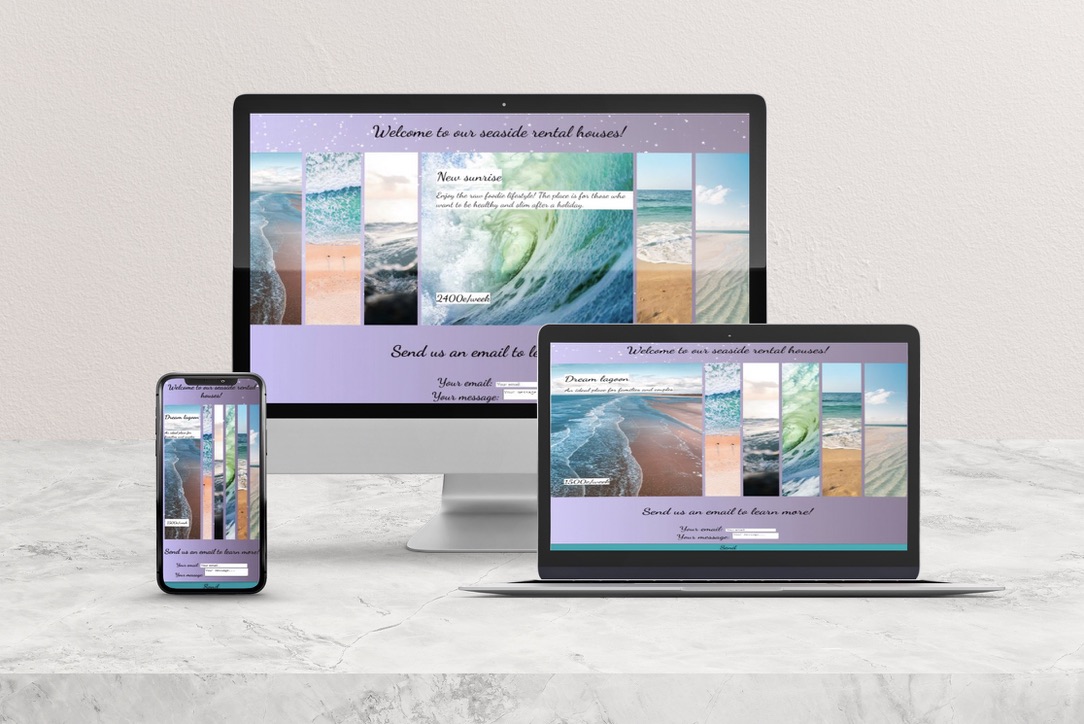 Welcome to our seaside rental houses!
New sunrise
Enjoy the raw foodie lifestyle! The place is for those who
want to be healthy and slim after a holiday.
2400e/week
Send us an email to le
Your email:
Your email
Your message:
Your message
Welcome to our seaside rental houses!
Dream lagoon
An ideal place for families and couples
1500e/week
Send us an email to learn more!
Your email:
Your email
Your message:
Your message...
Send
Welcome to our seaside rental
houses!
Dream lagoon
An ideal place for
families and couples
1500e/week
Send us an email to learn more!
Your email:
Your email
Your message:
Your message...
Send